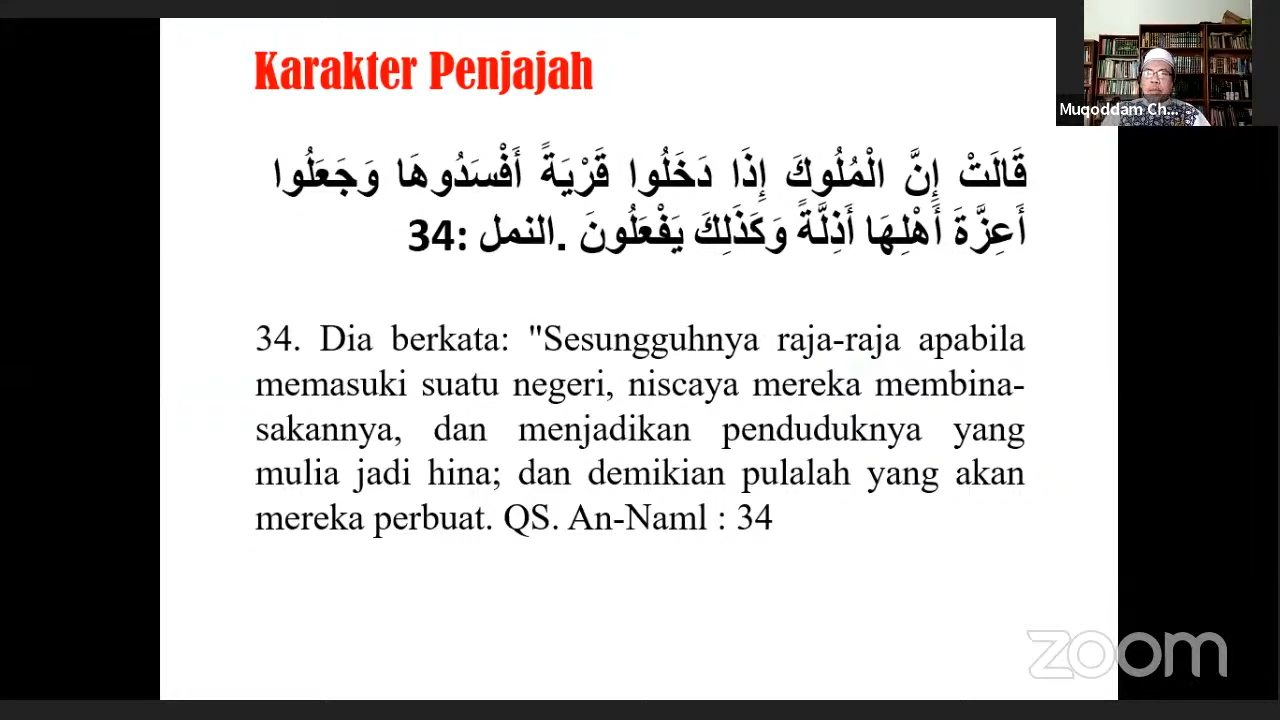 Karakter Penjajah
Muqoddam Ch...
قَالَتْ إِنَّ الْمُلُوكَ إِذَا دَخَلُوا قَرْيَةً أَفْسَدُوهَا وَجَعَلُوا
أَعِزَّةَ أَهْلِهَا أَذِلَّةً وَكَذَلِكَ يَفْعَلُونَ .النمل :34
34. Dia berkata: "Sesungguhnya raja-raja apabila
memasuki suatu negeri, niscaya mereka membina-
sakannya, dan menjadikan penduduknya yang
mulia jadi hina; dan demikian pulalah yang akan
mereka perbuat. QS. An-Naml : 34
zoom